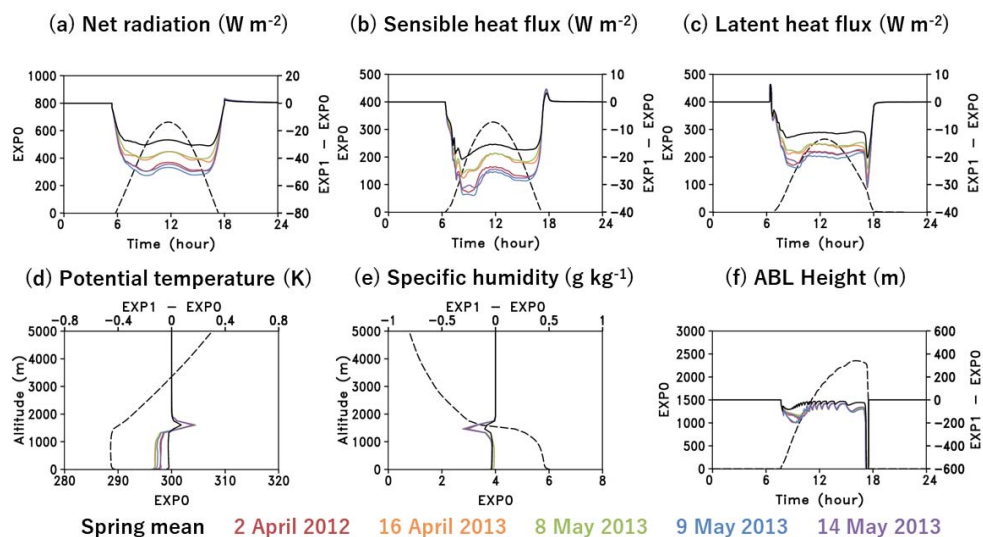 (a) Net radiation (W m-2)
(b) Sensible heat flux (W m-2)
(c) Latent heat flux (W m-2)
1000
800
600
400
200
0
EXP0
20
0
−20
−40
−60
−80
EXP1 − EXP0
0 6 12 18 24
Time (hour)
500
400
300
200
100
0
EXP0
10
0
−10
−20
−30
−40
EXP1 − EXP0
0 6 12 18 24
Time (hour)
500
400
300
200
100
0
EXP0
10
0
−10
−20
−30
−40
EXP1 − EXP0
0 6 12 18 24
Time (hour)
(d) Potential temperature (K)
(e) Specific humidity (g kg-1)
(f) ABL Height (m)
EXP1 − EXP0
−0.8 −0.4 0 0.4 0.8
5000
4000
3000
2000
1000
0
Altitude (m)
280 290 300 310 320
EXP0
EXP1 − EXP0
−1 −0.5 0 0.5 1
5000
4000
3000
2000
1000
0
Altitude (m)
0 2 4 6 8
EXP0
3000
2500
2000
1500
1000
500
0
EXP0
600
400
200
0
−200
−400
−600
EXP1 − EXP0
0 6 12 18 24
Time (hour)
Spring mean 2 April 2012 16 April 2013 8 May 2013 9 May 2013 14 May 2013